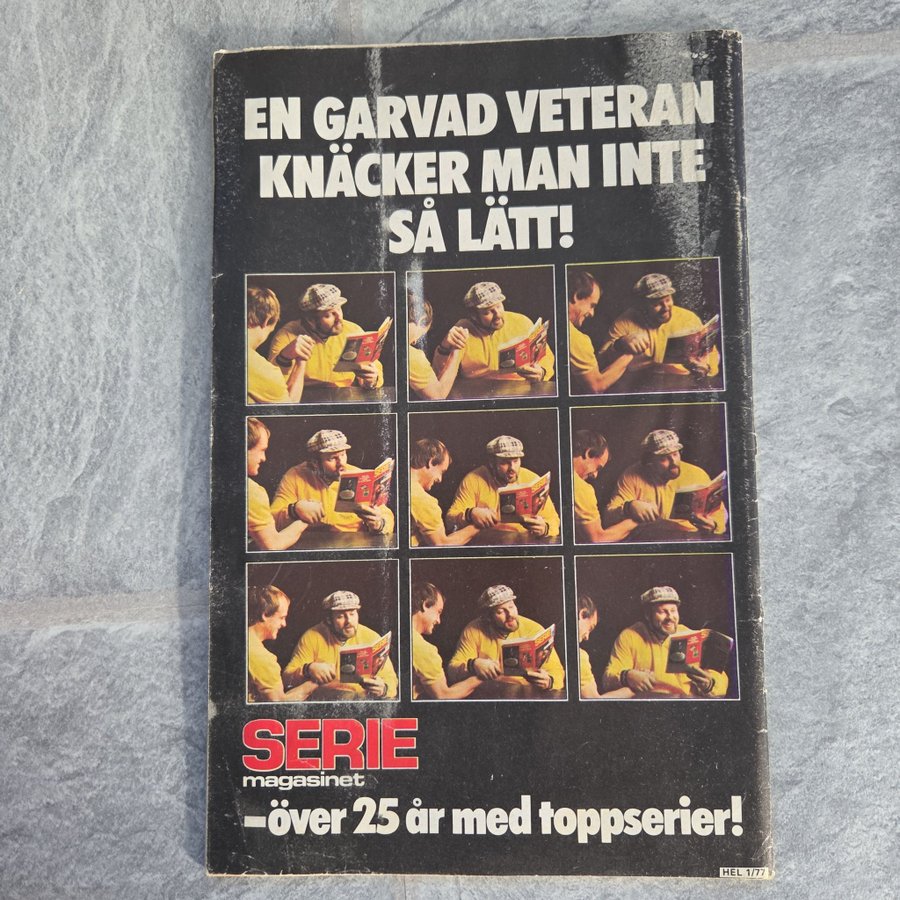 EN GARVAD VETERAN
KNÄCKER MAN INTE
SÅ LÄTT!
SERIE
magasinet
–över 25 år med toppserier!
HEL 1/77